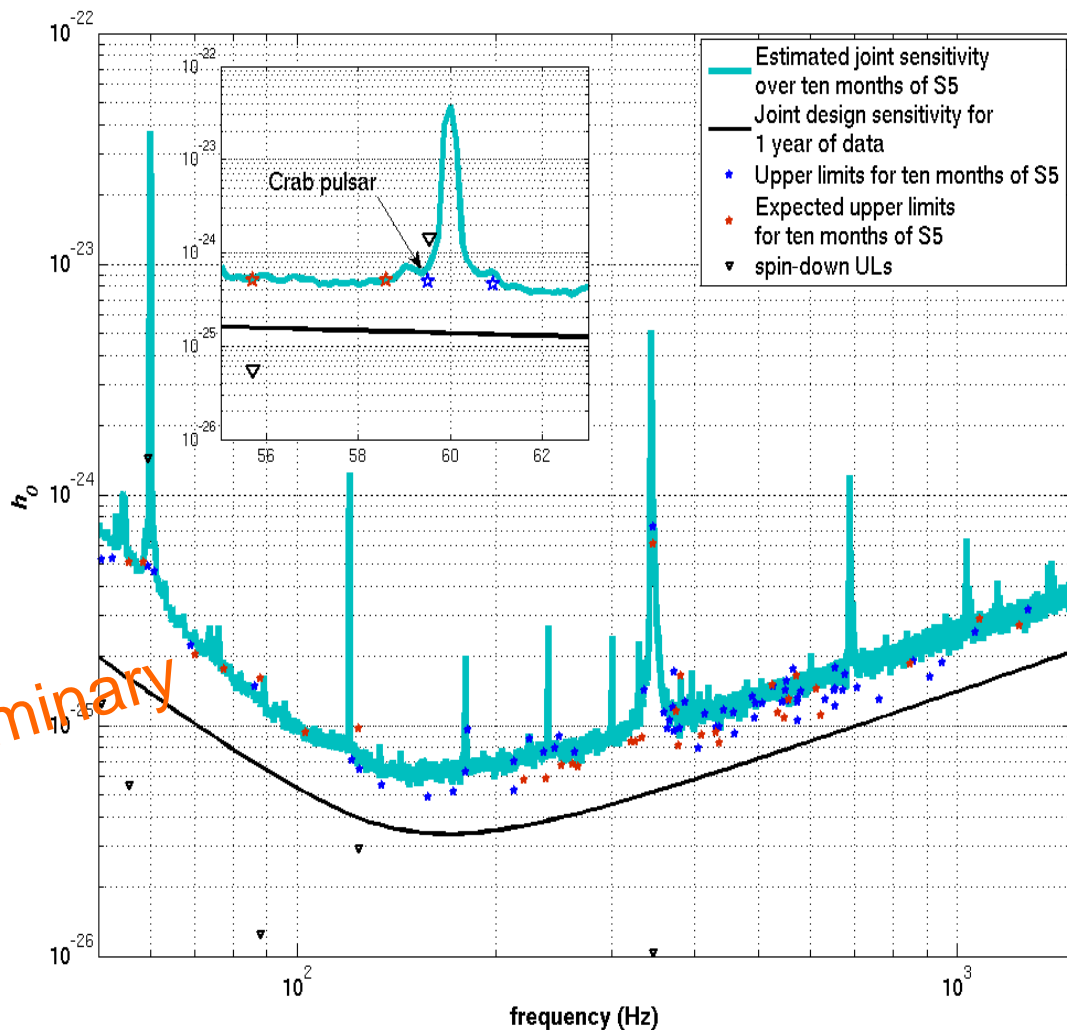 10^-22
10^-23
10^-24
10^-25
10^-26
h_0
10^-22
10^-23
10^-24
10^-25
10^-26
Crab pulsar
56
58
60
62
Estimated joint sensitivity
over ten months of S5
Joint design sensitivity for
1 year of data
Upper limits for ten months of S5
Expected upper limits
for ten months of S5
spin-down ULs
minary
10^2
10^3
frequency (Hz)